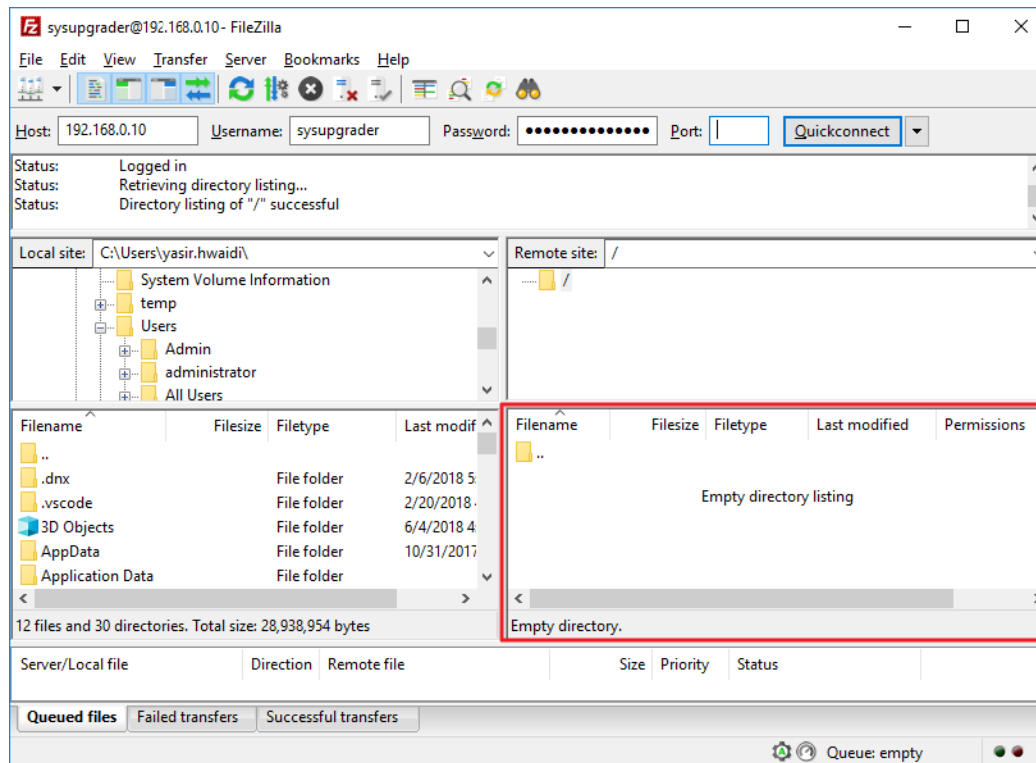 sysupgrader@192.168.0.10 - FileZilla
File Edit View Transfer Server Bookmarks Help
Host: 192.168.0.10 Username: sysupgrader Password: ●●●●●●●●●●●●●● Port: Quickconnect
Status: Logged in
Status: Retrieving directory listing...
Status: Directory listing of "/" successful
Local site: C:\Users\yasir.hwaidi\
System Volume Information
temp
Users
Admin
administrator
All Users
Remote site: /
/
Filename Filesize Filetype Last modif
..
.dnx File folder 2/6/2018 5:
.vscode File folder 2/20/2018
3D Objects File folder 6/4/2018 4:
AppData File folder 10/31/2017
Application Data File folder
12 files and 30 directories. Total size: 28,938,954 bytes
Filename Filesize Filetype Last modified Permissions
..
Empty directory listing
Empty directory.
Server/Local file Direction Remote file Size Priority Status
Queued files Failed transfers Successful transfers
Queue: empty